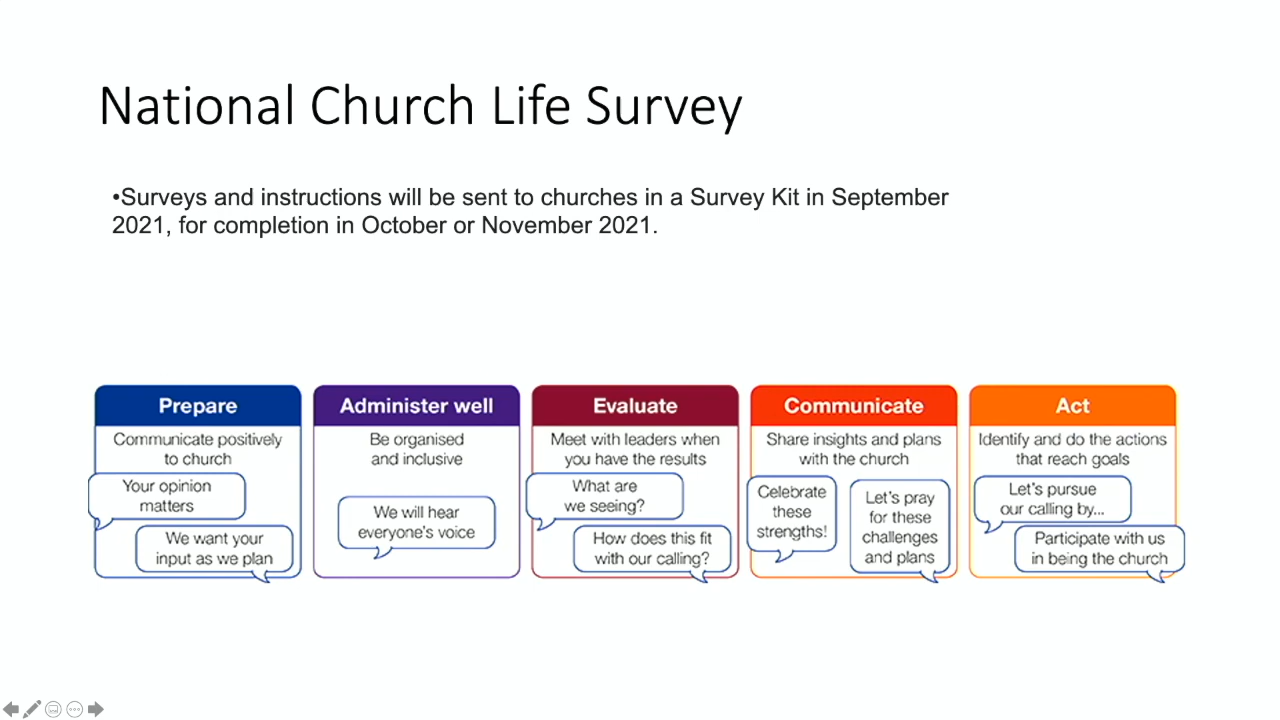 National Church Life Survey
•Surveys and instructions will be sent to churches in a Survey Kit in September
2021, for completion in October or November 2021.
Prepare
Communicate positively
to church
Your opinion
matters
We want your
input as we plan
Administer well
Be organised
and inclusive
We will hear
everyone's voice
Evaluate
Meet with leaders when
you have the results
What are
we seeing?
How does this fit
with our calling?
Communicate
Share insights and plans
with the church
Celebrate
these
strengths!
Let's pray
for these
challenges
and plans
Act
Identify and do the actions
that reach goals
Let's pursue
our calling by...
Participate with us
in being the church